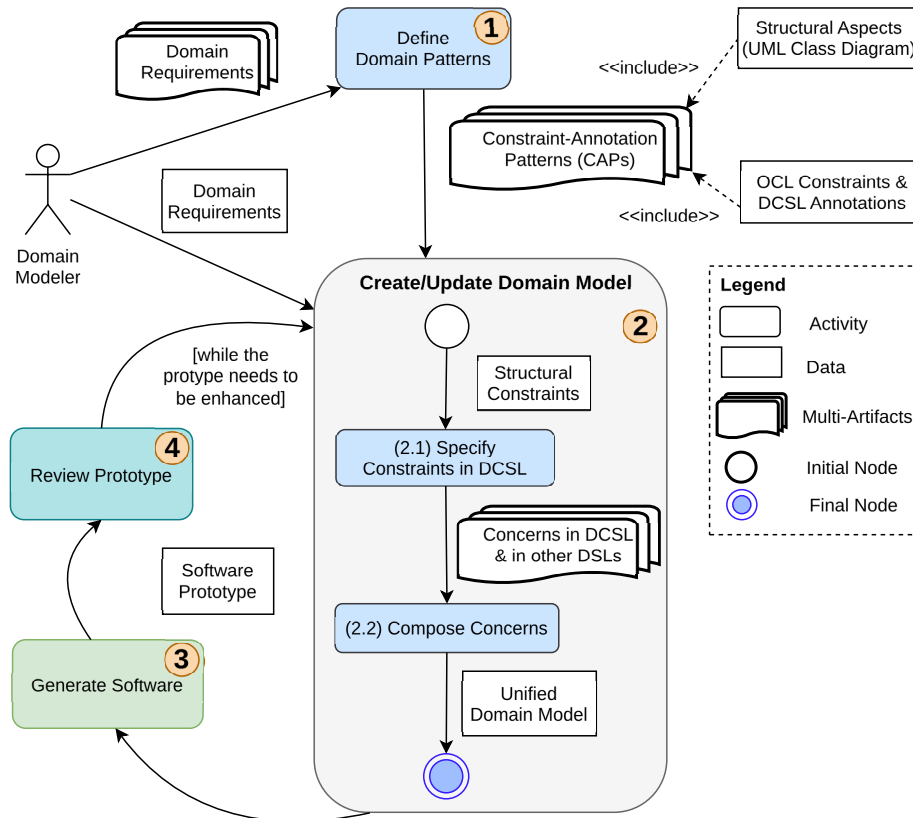 Domain
Requirements
Define
Domain Patterns
1
Structural Aspects
(UML Class Diagram)
<<include>>
Constraint-Annotation
Patterns (CAPs)
OCL Constraints &
DCSL Annotations
<<include>>
Domain
Requirements
Domain
Modeler
Create/Update Domain Model
2
[while the
protype needs to
be enhanced]
Structural
Constraints
(2.1) Specify
Constraints in DCSL
Concerns in DCSL
& in other DSLs
(2.2) Compose Concerns
Unified
Domain Model
4
Review Prototype
Software
Prototype
3
Generate Software
Legend
Activity
Data
Multi-Artifacts
Initial Node
Final Node